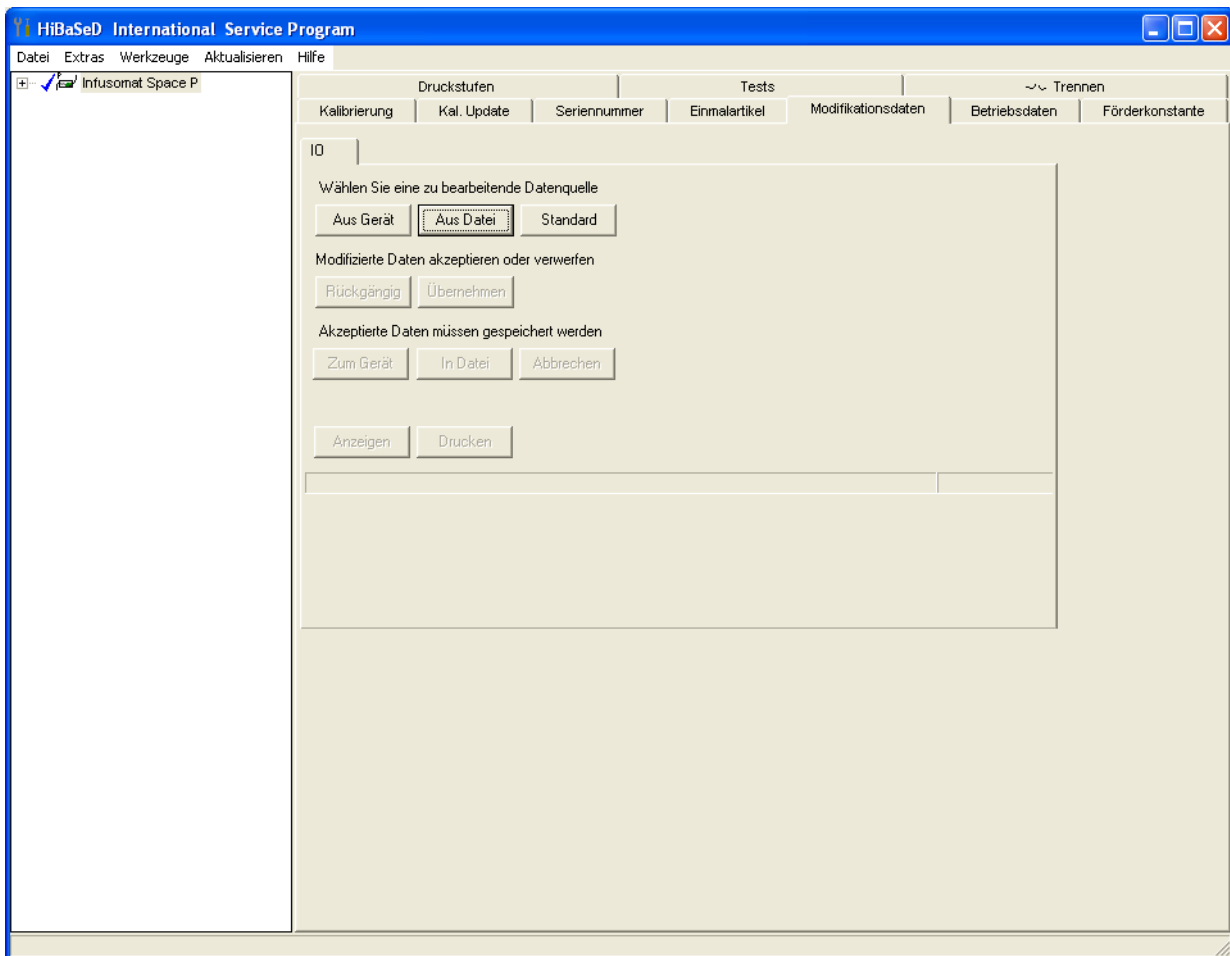 HiBaSeD International Service Program
Datei Extras Werkzeuge Aktualisieren Hilfe
Infusomat Space P
Druckstufen Tests Trennen
Kalibrierung Kal. Update Seriennummer Einmalartikel Modifikationsdaten Betriebsdaten Förderkonstante
IO
Wählen Sie eine zu bearbeitende Datenquelle
Aus Gerät Aus Datei Standard
Modifizierte Daten akzeptieren oder verwerfen
Rückgängig Übernehmen
Akzeptierte Daten müssen gespeichert werden
Zum Gerät In Datei Abbrechen
Anzeigen Drucken